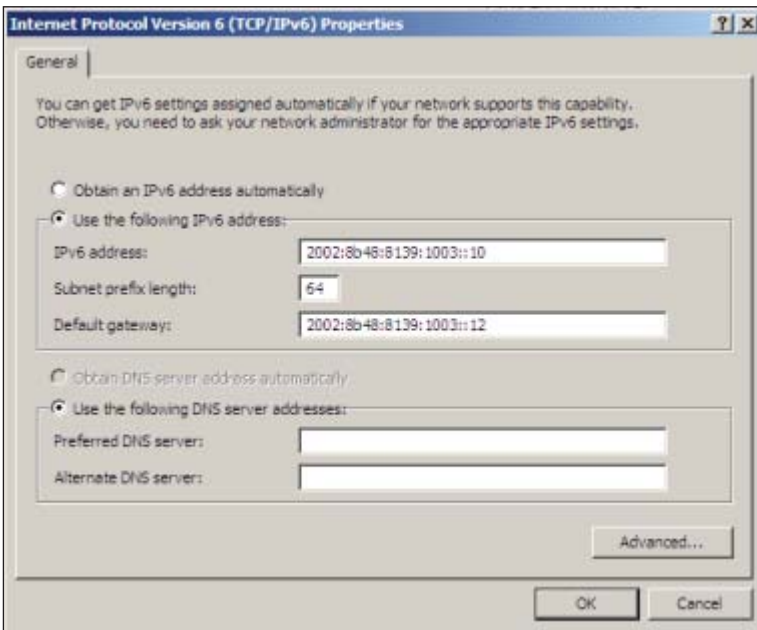 Internet Protocol Version 6 (TCP/IPv6) Properties
General
You can get IPv6 settings assigned automatically if your network supports this capability.
Otherwise, you need to ask your network administrator for the appropriate IPv6 settings.
Obtain an IPv6 address automatically
Use the following IPv6 address:
IPv6 address: 2002:8b48:8139:1003::10
Subnet prefix length: 64
Default gateway: 2002:8b48:8139:1003::12
Obtain DNS server address automatically
Use the following DNS server addresses:
Preferred DNS server:
Alternate DNS server:
Advanced...
OK Cancel